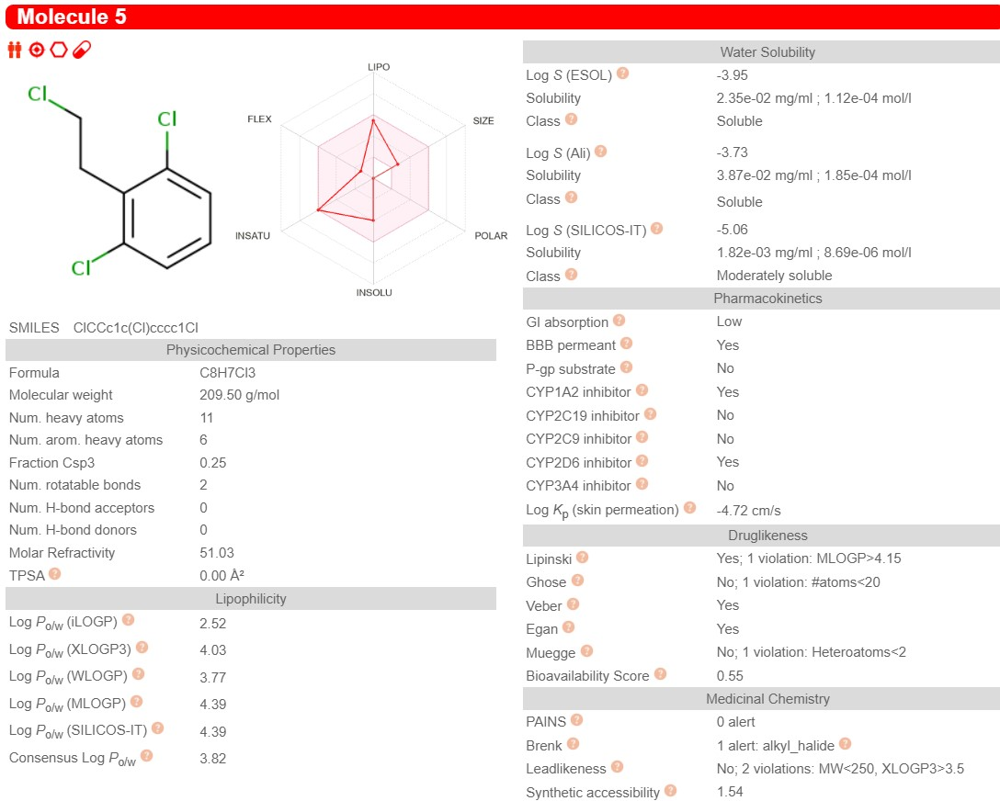 Molecule 5
Cl
Cl
Cl
LIPO
FLEX
SIZE
INSATU
POLAR
INSOLU
SMILES ClCCc1c(Cl)cccc1Cl
Physicochemical Properties
Formula C8H7Cl3
Molecular weight 209.50 g/mol
Num. heavy atoms 11
Num. arom. heavy atoms 6
Fraction Csp3 0.25
Num. rotatable bonds 2
Num. H-bond acceptors 0
Num. H-bond donors 0
Molar Refractivity 51.03
TPSA ? 0.00 Å²
Lipophilicity
Log Po/w (iLOGP) ? 2.52
Log Po/w (XLOGP3) ? 4.03
Log Po/w (WLOGP) ? 3.77
Log Po/w (MLOGP) ? 4.39
Log Po/w (SILICOS-IT) ? 4.39
Consensus Log Po/w ? 3.82
Water Solubility
Log S (ESOL) ? -3.95
Solubility 2.35e-02 mg/ml ; 1.12e-04 mol/l
Class ? Soluble
Log S (Ali) ? -3.73
Solubility 3.87e-02 mg/ml ; 1.85e-04 mol/l
Class ? Soluble
Log S (SILICOS-IT) ? -5.06
Solubility 1.82e-03 mg/ml ; 8.69e-06 mol/l
Class ? Moderately soluble
Pharmacokinetics
GI absorption ? Low
BBB permeant ? Yes
P-gp substrate ? No
CYP1A2 inhibitor ? Yes
CYP2C19 inhibitor ? No
CYP2C9 inhibitor ? No
CYP2D6 inhibitor ? Yes
CYP3A4 inhibitor ? No
Log Kp (skin permeation) ? -4.72 cm/s
Druglikeness
Lipinski ? Yes; 1 violation: MLOGP>4.15
Ghose ? No; 1 violation: #atoms<20
Veber ? Yes
Egan ? Yes
Muegge ? No; 1 violation: Heteroatoms<2
Bioavailability Score ? 0.55
Medicinal Chemistry
PAINS ? 0 alert
Brenk ? 1 alert: alkyl_halide ?
Leadlikeness ? No; 2 violations: MW<250, XLOGP3>3.5
Synthetic accessibility ? 1.54